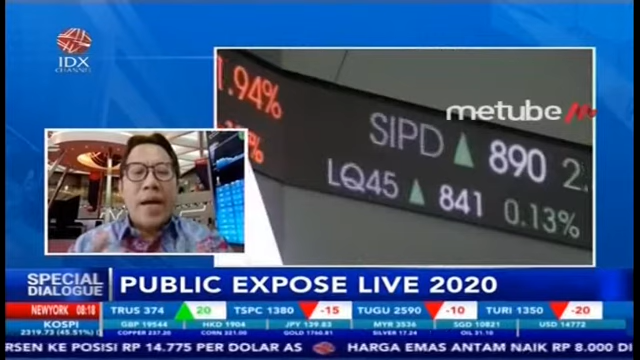 IDX
CHANNEL
1.94%
metube
SIPD ▲ 890 2.
LQ45 ▲ 841 0.13%
SPECIAL
DIALOGUE
PUBLIC EXPOSE LIVE 2020
NEWYORK 08:18 TRUS 374 ▲ 20 TSPC 1380 ▼ -15 TUGU 2590 ▼ -10 TURI 1350 ▼ -20
KOSPI GBP 19544 HKD 1904 JPY 139.83 MYR 3536 SGD 10821 USD 14772
2319.73 (45.51%) COPPER 237.20 CORN 321.00 SILVER 17.24 OIL 31.18
ERSEN KE POSISI RP 14.775 PER DOLAR AS HARGA EMAS ANTAM NAIK RP 8.000 DI